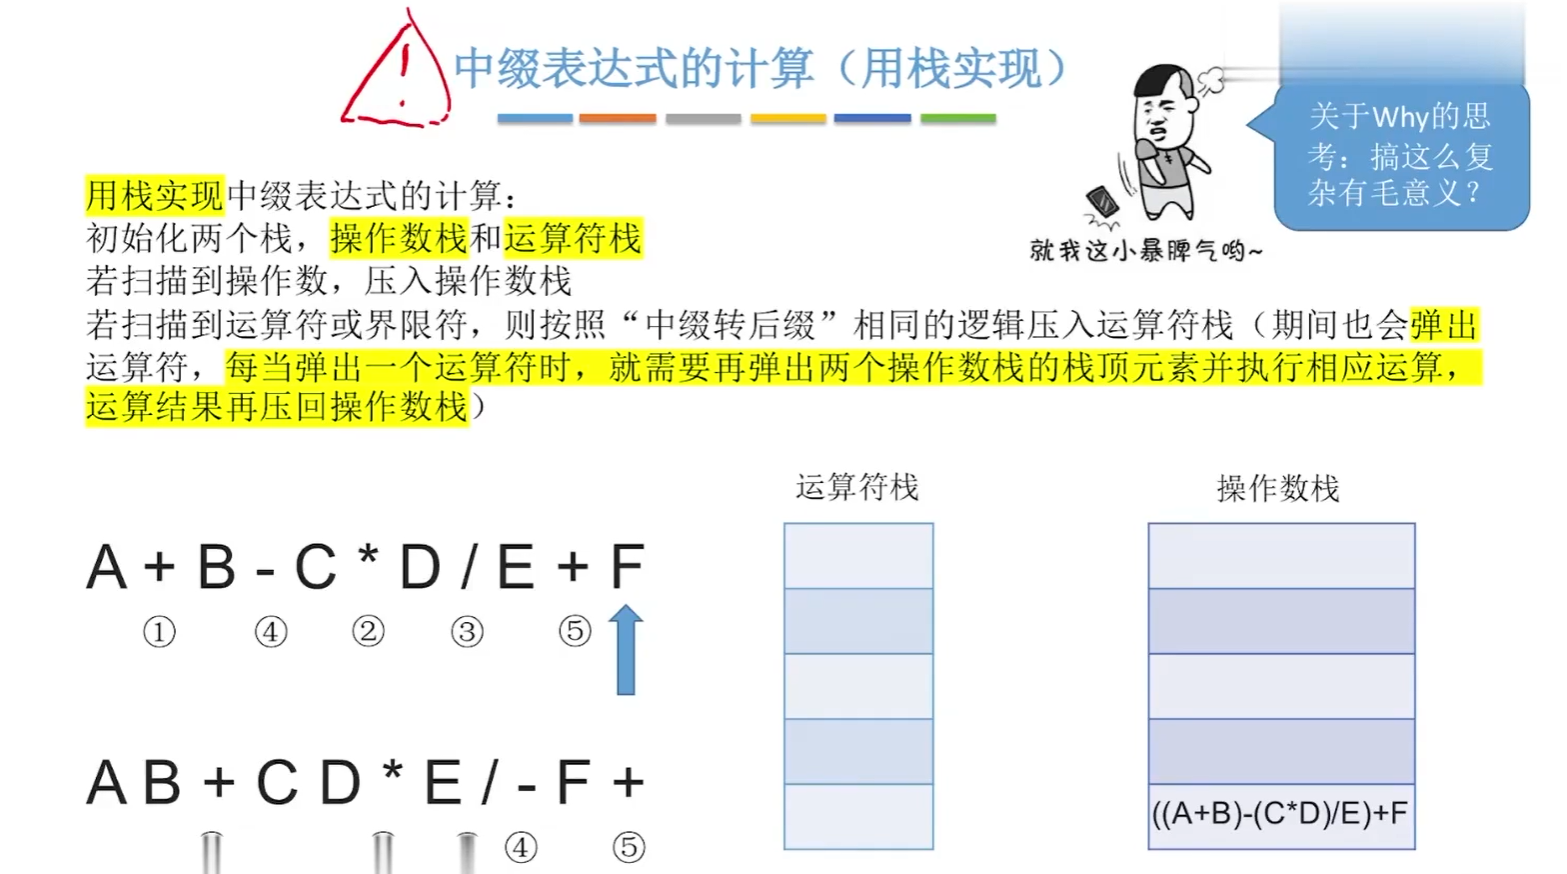 中缀表达式的计算（用栈实现）
关于Why的思
考：搞这么复
杂有毛意义？
就我这小暴脾气哟~
用栈实现中缀表达式的计算：
初始化两个栈，操作数栈和运算符栈
若扫描到操作数，压入操作数栈
若扫描到运算符或界限符，则按照“中缀转后缀”相同的逻辑压入运算符栈（期间也会弹出
运算符，每当弹出一个运算符时，就需要再弹出两个操作数栈的栈顶元素并执行相应运算，
运算结果再压回操作数栈）
运算符栈
操作数栈
A + B - C * D / E + F
① ④ ② ③ ⑤
A B + C D * E / - F +
④ ⑤
((A+B)-(C*D)/E)+F